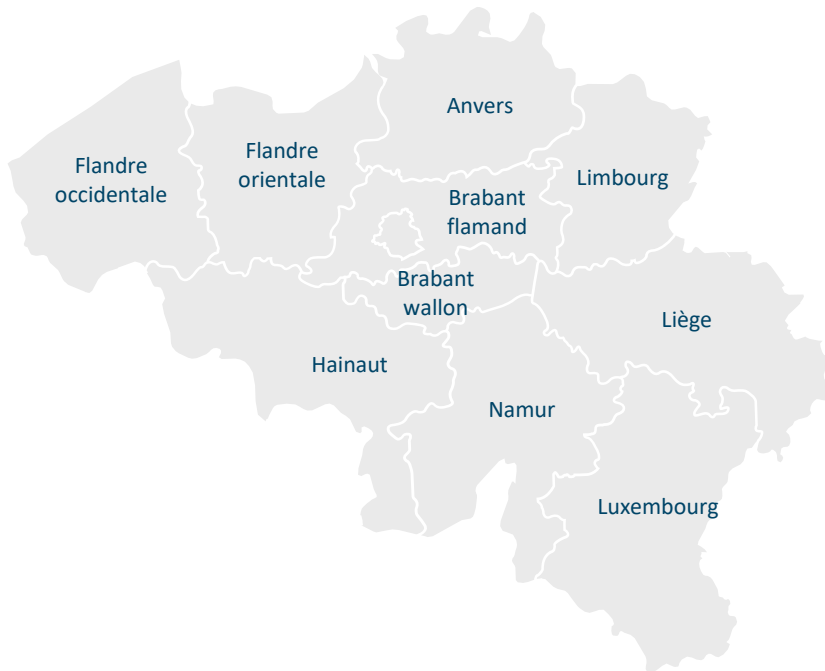 Anvers
Flandre
occidentale
Flandre
orientale
Limbourg
Brabant
flamand
Brabant
wallon
Liège
Hainaut
Namur
Luxembourg